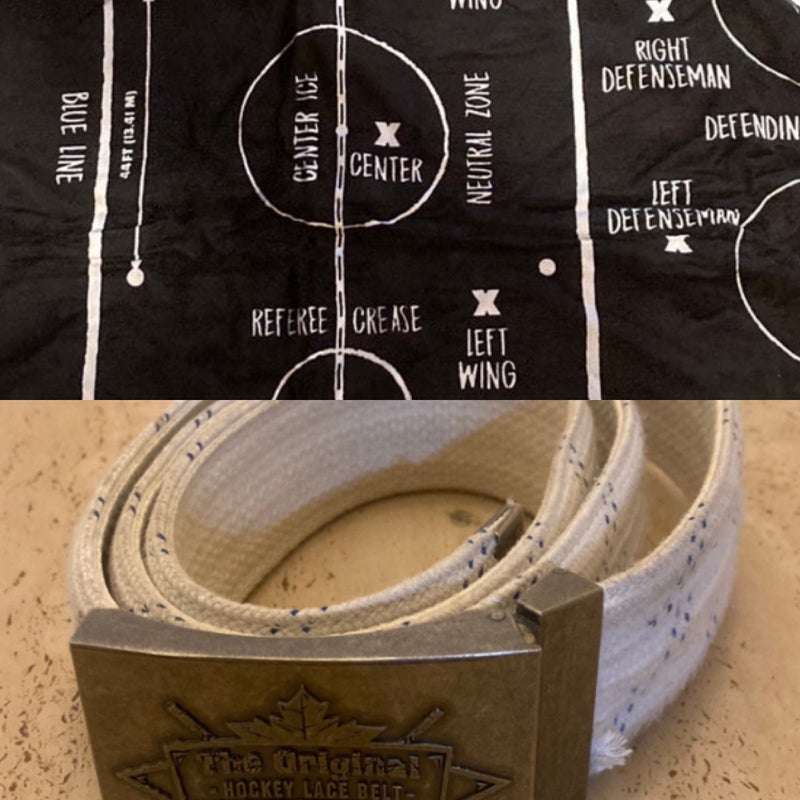 WING
RIGHT
DEFENSEMAN
BLUE LINE
44FT (13.41 M)
CENTER ICE
CENTER
NEUTRAL ZONE
DEFENDIN
LEFT
DEFENSEMAN
REFEREE CREASE
LEFT
WING
The Original
- HOCKEY LACE BELT -